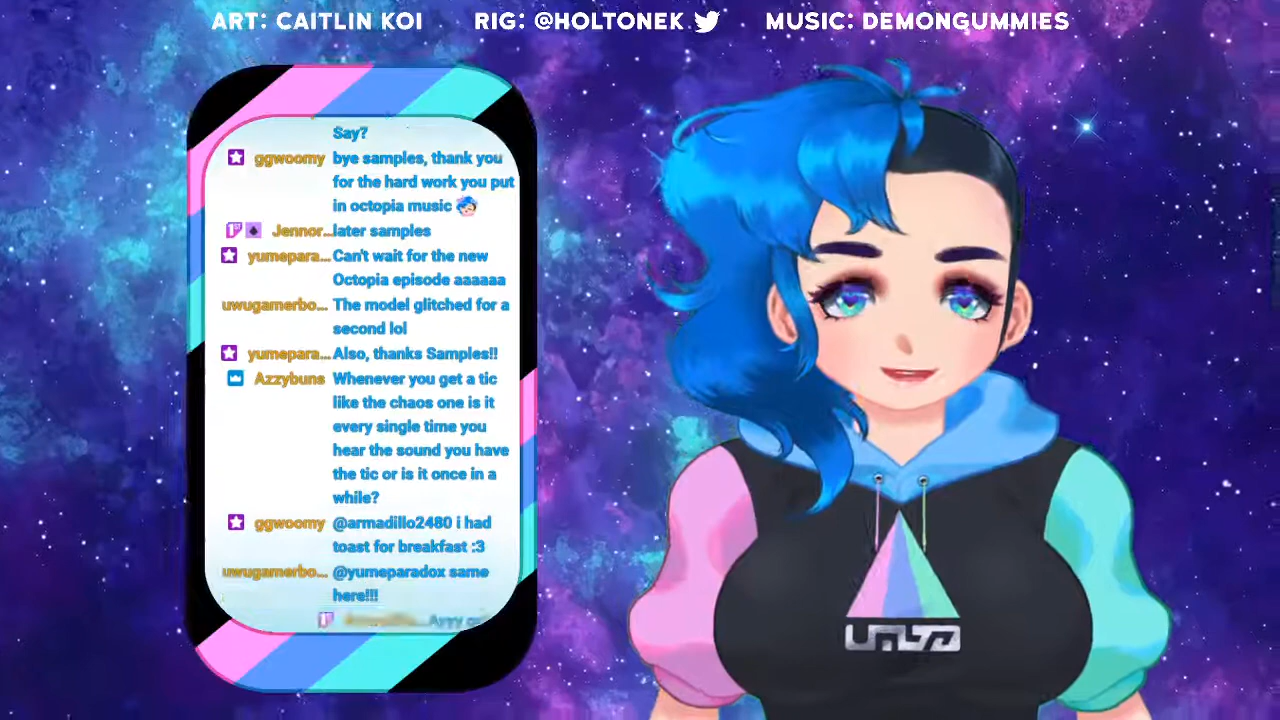 ART: CAITLIN KOI RIG: @HOLTONEK MUSIC: DEMONGUMMIES
Say?
ggwoomy bye samples, thank you
for the hard work you put
in octopia music
Jennor... later samples
yumepara... Can't wait for the new
Octopia episode aaaaaa
uwugamerbo... The model glitched for a
second lol
yumepara... Also, thanks Samples!!
Azzybuns Whenever you get a tic
like the chaos one is it
every single time you
hear the sound you have
the tic or is it once in a
while?
ggwoomy @armadillo2480 i had
toast for breakfast :3
uwugamerbo... @yumeparadox same
here!!!
Ayyy